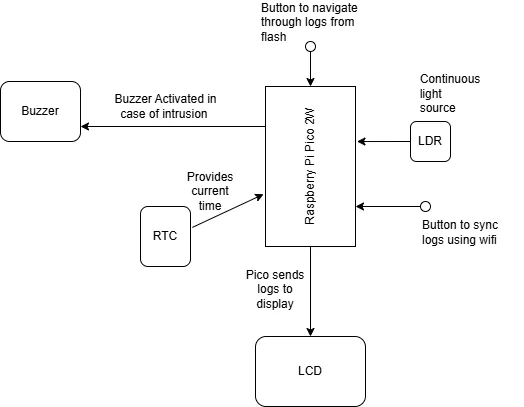 Button to navigate
through logs from
flash
Continuous
light
source
Buzzer
Buzzer Activated in
case of intrusion
Raspberry Pi Pico 2W
LDR
Provides
current
time
RTC
Button to sync
logs using wifi
Pico sends
logs to
display
LCD